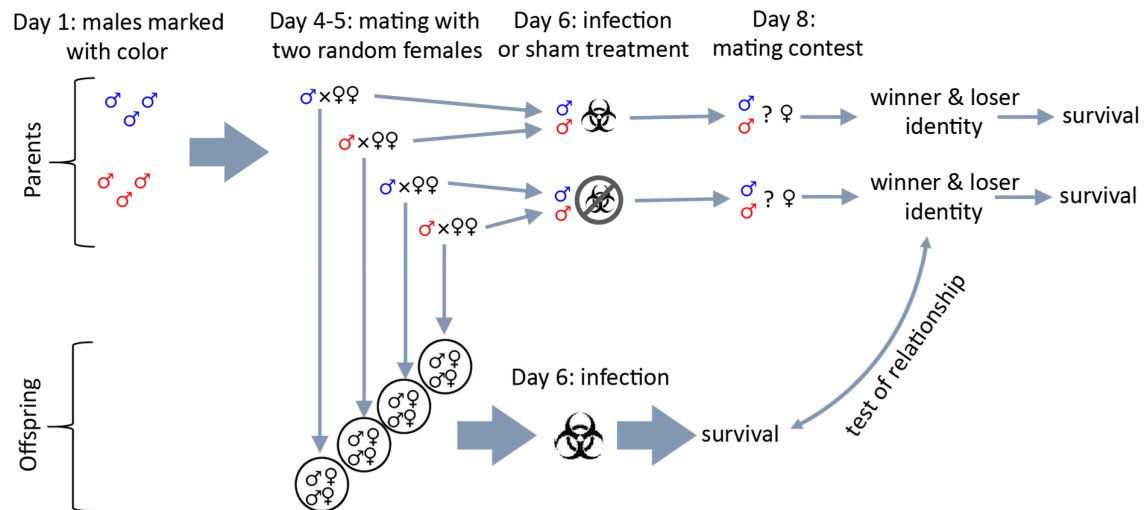 Day 1: males marked
with color
Day 4-5: mating with
two random females
Day 6: infection
or sham treatment
Day 8:
mating contest
Parents
♂♂♂
♂♂♂
♂×♀♀
♂×♀♀
♂×♀♀
♂×♀♀
♂
♂
♂
♂ ? ♀
winner & loser
identity
survival
♂
♂
♂
♂ ? ♀
winner & loser
identity
survival
test of relationship
Offspring
♂♀
♂♀
♂♀
♂♀
♂♀
♂♀
♂♀
♂♀
Day 6: infection
survival